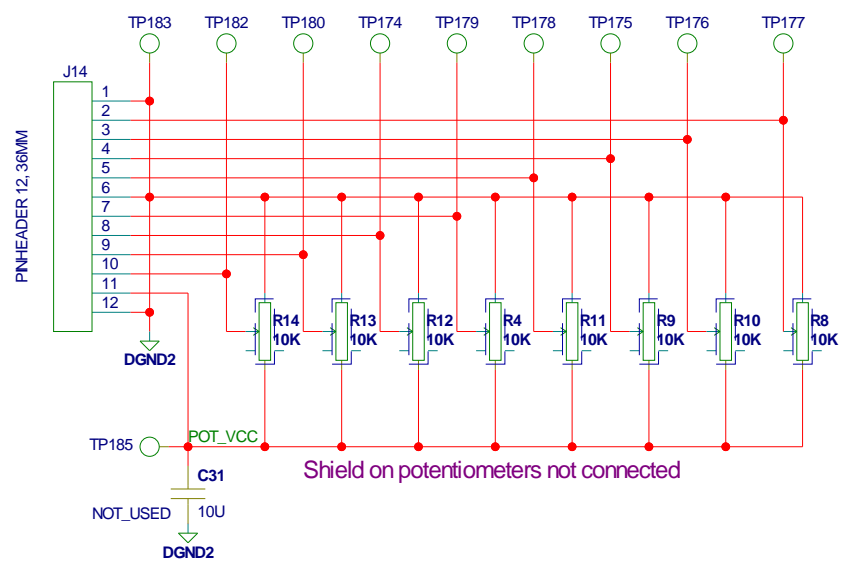 TP183 TP182 TP180 TP174 TP179 TP178 TP175 TP176 TP177
J14
PINHEADER 12, 36MM
1
2
3
4
5
6
7
8
9
10
11
12
R14 R13 R12 R4 R11 R9 R10 R8
10K 10K 10K 10K 10K 10K 10K 10K
DGND2
TP185 POT_VCC
Shield on potentiometers not connected
C31
NOT_USED 10U
DGND2